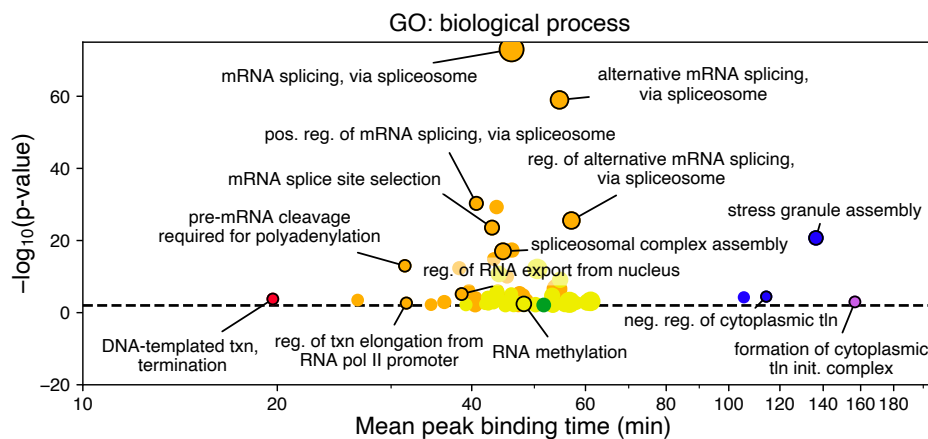 GO: biological process
mRNA splicing, via spliceosome
alternative mRNA splicing,
via spliceosome
pos. reg. of mRNA splicing, via spliceosome
reg. of alternative mRNA splicing,
via spliceosome
mRNA splice site selection
stress granule assembly
pre-mRNA cleavage
required for polyadenylation
spliceosomal complex assembly
reg. of RNA export from nucleus
neg. reg. of cytoplasmic tln
DNA-templated txn,
termination
reg. of txn elongation from
RNA pol II promoter
RNA methylation
formation of cytoplasmic
tln init. complex
−log10(p-value)
60
40
20
0
−20
10
20
40
60
80
100
120
140
160
180
Mean peak binding time (min)